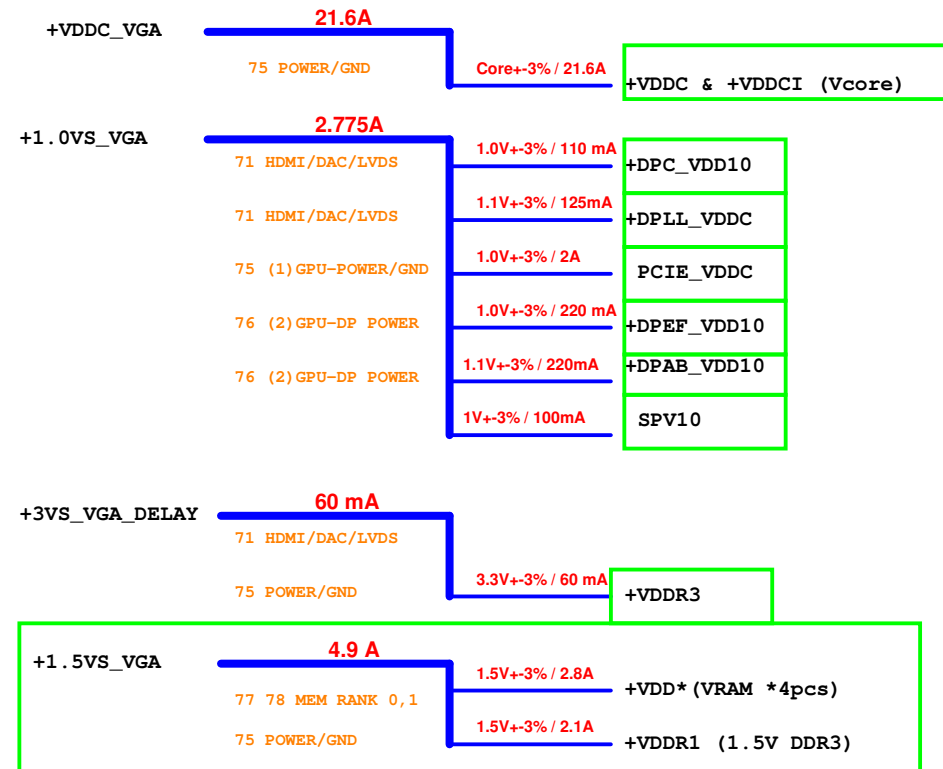 21.6A
+VDDC_VGA
75 POWER/GND
Core+-3% / 21.6A
+VDDC & +VDDCI (Vcore)
2.775A
+1.0VS_VGA
1.0V+-3% / 110 mA
71 HDMI/DAC/LVDS
+DPC_VDD10
1.1V+-3% / 125mA
71 HDMI/DAC/LVDS
+DPLL_VDDC
1.0V+-3% / 2A
75 (1)GPU-POWER/GND
PCIE_VDDC
1.0V+-3% / 220 mA
76 (2)GPU-DP POWER
+DPEF_VDD10
1.1V+-3% / 220mA
+DPAB_VDD10
76 (2)GPU-DP POWER
1V+-3% / 100mA
SPV10
60 mA
+3VS_VGA_DELAY
71 HDMI/DAC/LVDS
3.3V+-3% / 60 mA
75 POWER/GND
+VDDR3
4.9 A
+1.5VS_VGA
1.5V+-3% / 2.8A
+VDD*(VRAM *4pcs)
77 78 MEM RANK 0,1
1.5V+-3% / 2.1A
75 POWER/GND
+VDDR1 (1.5V DDR3)